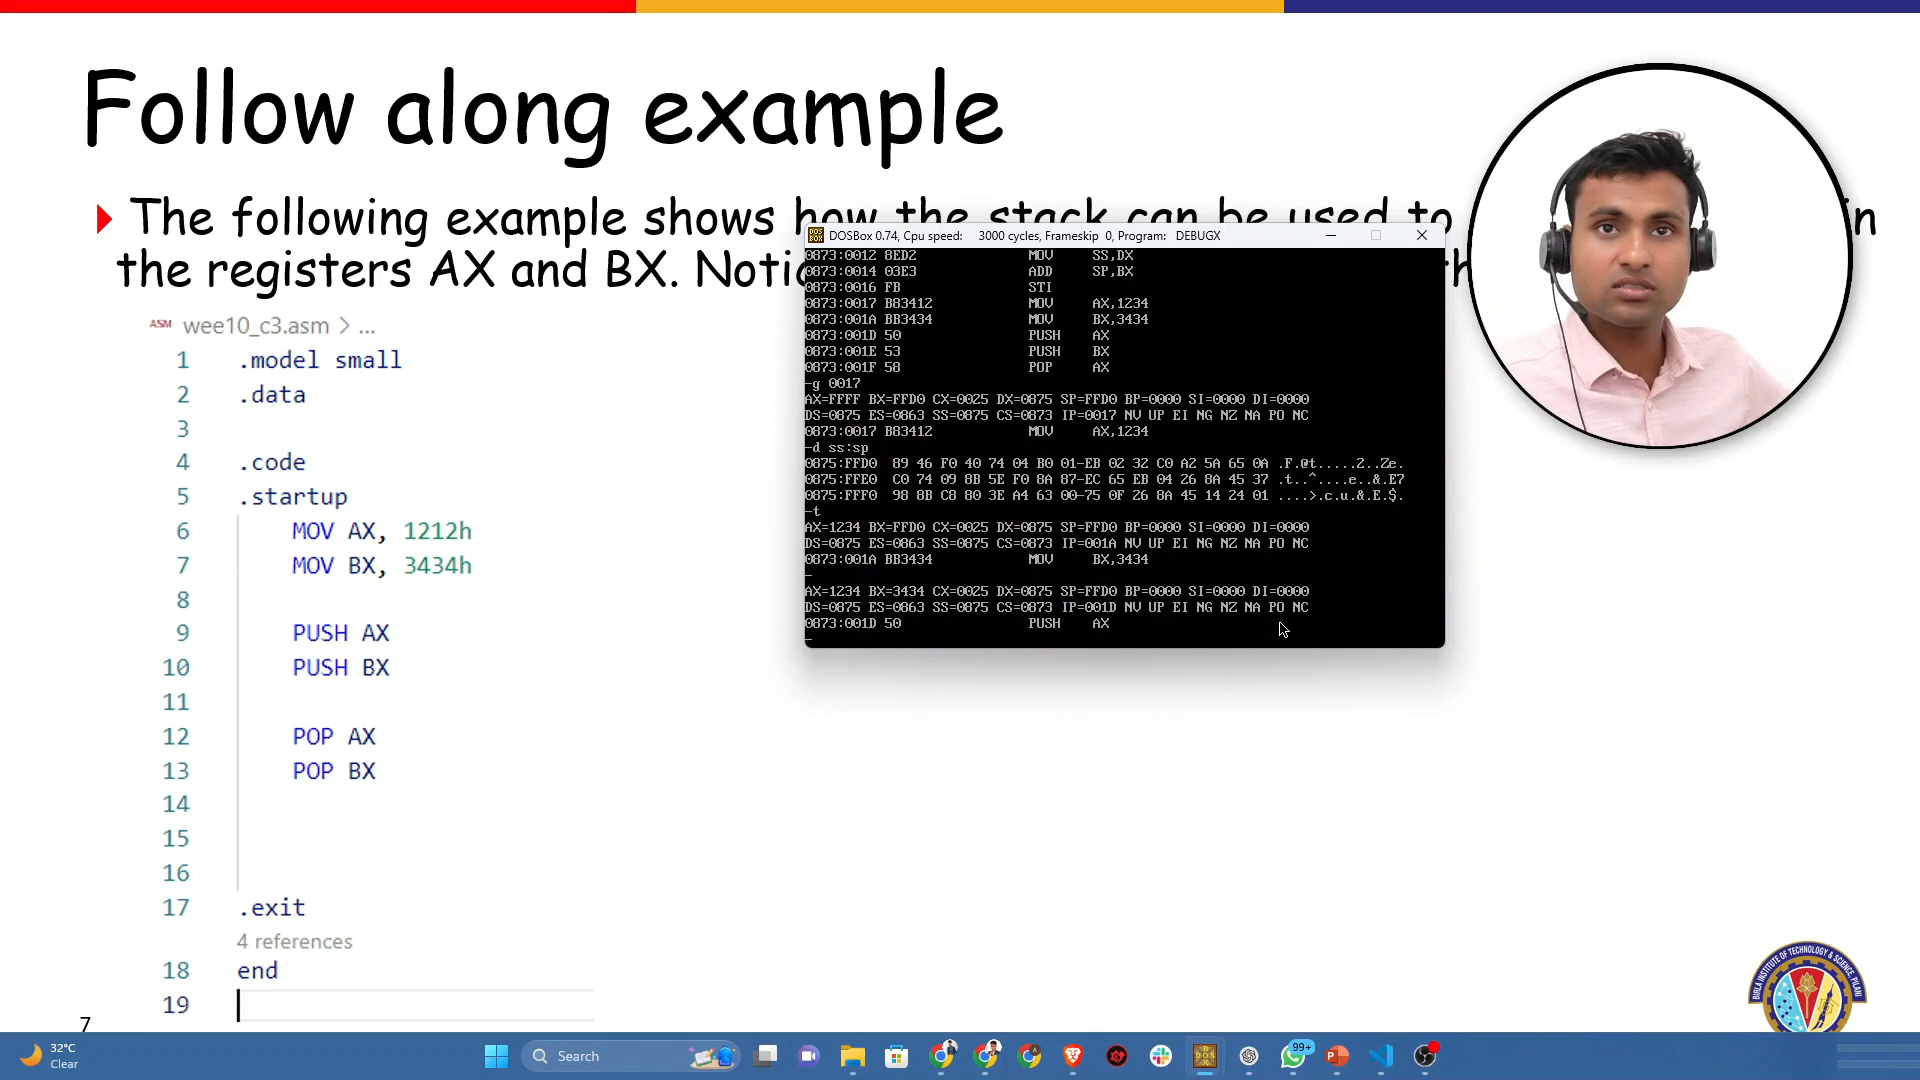 Follow along example
The following example shows how the stack can be used to in
the registers AX and BX.
DOSBox 0.74, Cpu speed: 3000 cycles, Frameskip 0, Program: DEBUGX
0873:0012 8ED2 MOV SS,DX
0873:0014 03E3 ADD SP,BX
0873:0016 FB STI
0873:0017 B83412 MOV AX,1234
0873:001A BB3434 MOV BX,3434
0873:001D 50 PUSH AX
0873:001E 53 PUSH BX
0873:001F 58 POP AX
-g 0017
AX=FFFF BX=FFD0 CX=0025 DX=0875 SP=FFD0 BP=0000 SI=0000 DI=0000
DS=0875 ES=0863 SS=0875 CS=0873 IP=0017 NV UP EI NG NZ NA PO NC
0873:0017 B83412 MOV AX,1234
-d ss:sp
0875:FFD0 89 46 F0 40 74 04 B0 01-EB 02 32 C0 A2 5A 65 0A .F.@t.....2..Ze.
0875:FFE0 C0 74 09 8B 5E F0 8A 87-EC 65 EB 04 26 8A 45 37 .t..^....e..&.E7
0875:FFF0 98 8B C8 80 3E A4 63 00-75 0F 26 8A 45 14 24 01 ....>.c.u.&.E.$.
-t
AX=1234 BX=FFD0 CX=0025 DX=0875 SP=FFD0 BP=0000 SI=0000 DI=0000
DS=0875 ES=0863 SS=0875 CS=0873 IP=001A NV UP EI NG NZ NA PO NC
0873:001A BB3434 MOV BX,3434
-
AX=1234 BX=3434 CX=0025 DX=0875 SP=FFD0 BP=0000 SI=0000 DI=0000
DS=0875 ES=0863 SS=0875 CS=0873 IP=001D NV UP EI NG NZ NA PO NC
0873:001D 50 PUSH AX
-
ASM wee10_c3.asm > ...
1 .model small
2 .data
3
4 .code
5 .startup
6 MOV AX, 1212h
7 MOV BX, 3434h
8
9 PUSH AX
10 PUSH BX
11
12 POP AX
13 POP BX
14
15
16
17 .exit
4 references
18 end
19
BIRLA INSTITUTE OF TECHNOLOGY & SCIENCE, PILANI
7
32°C
Clear
Search
99+